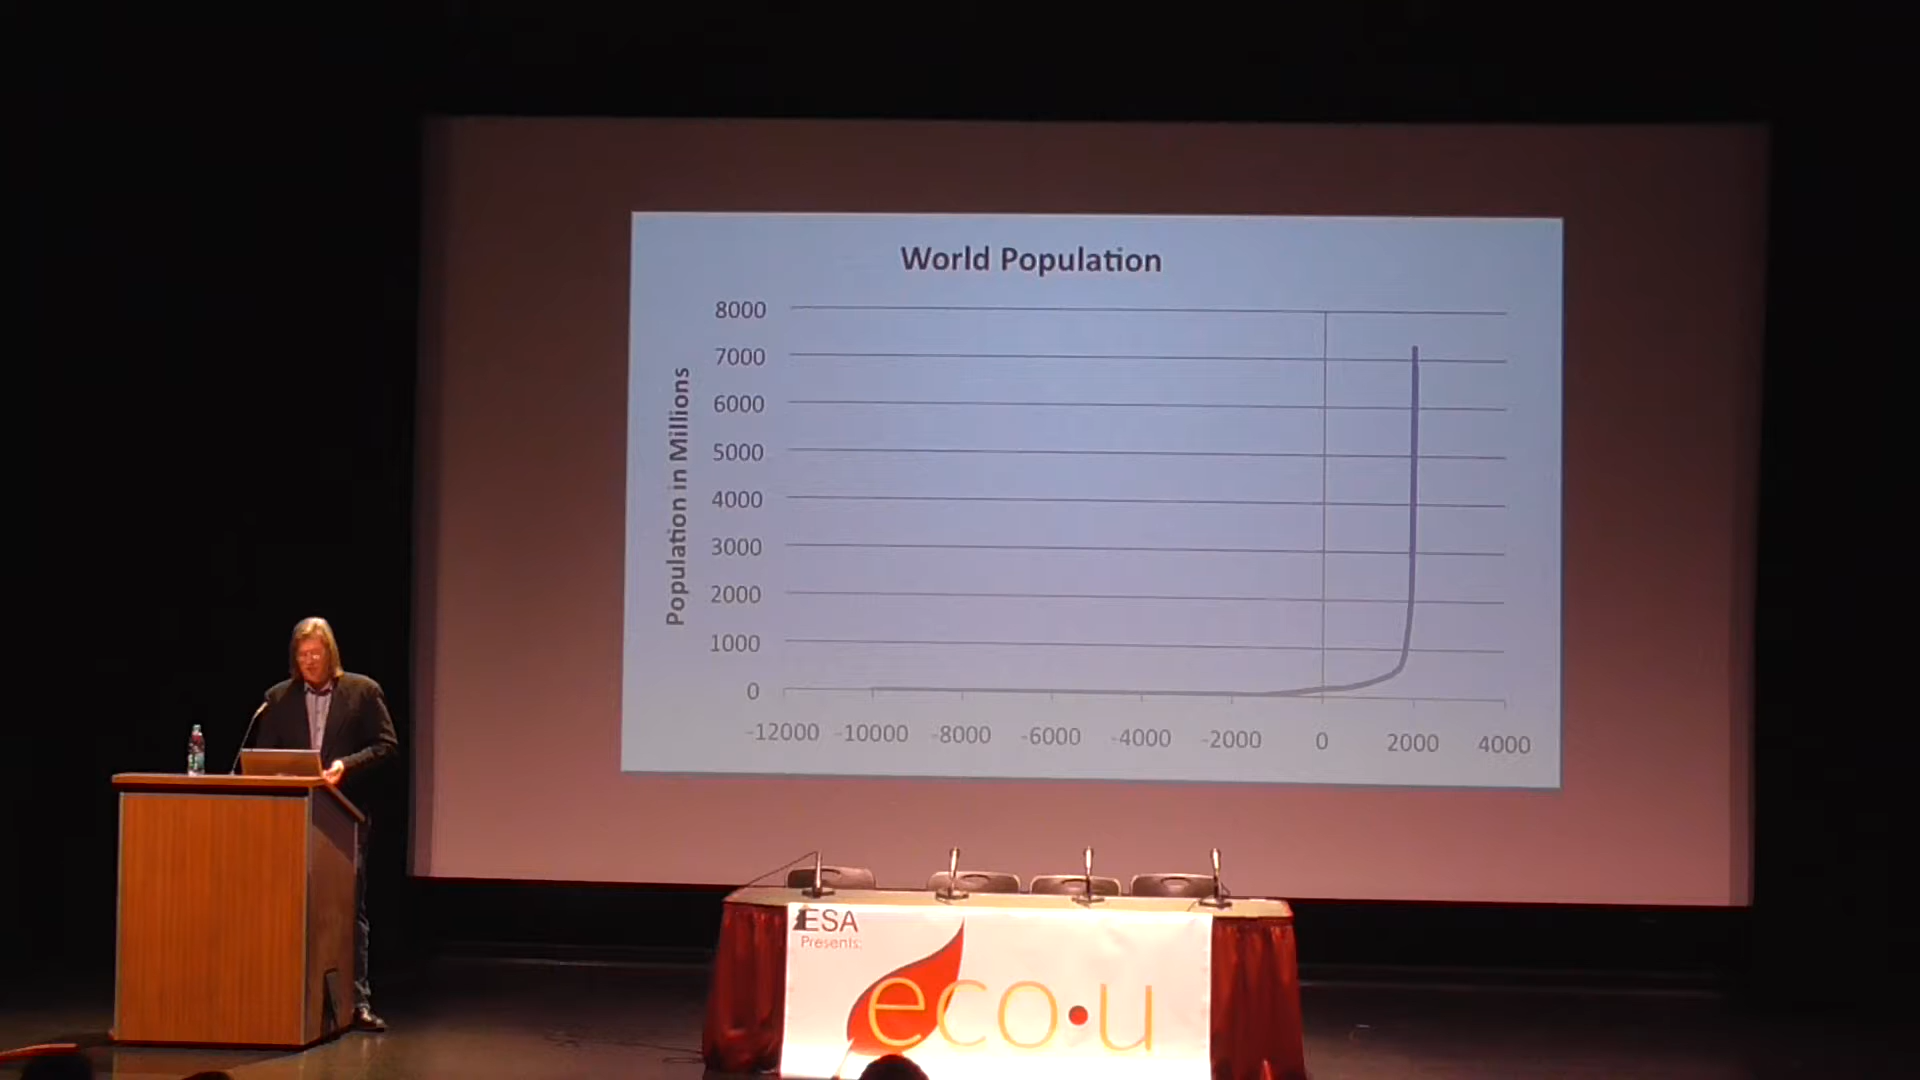 World Population
Population in Millions
8000
7000
6000
5000
4000
3000
2000
1000
0
-12000 -10000 -8000 -6000 -4000 -2000 0 2000 4000
ESA
Presents:
eco•u